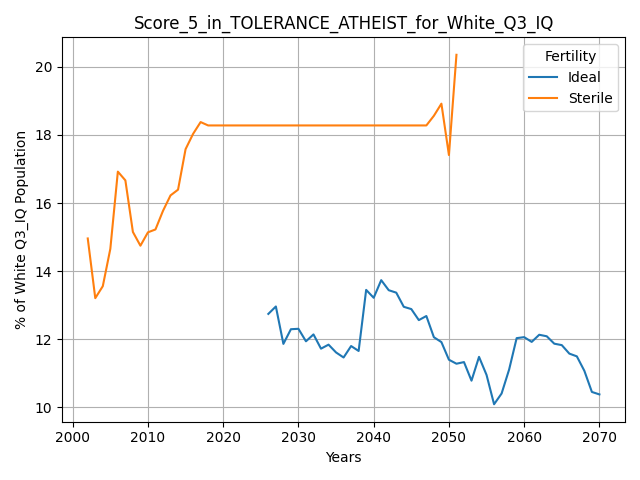 Score_5_in_TOLERANCE_ATHEIST_for_White_Q3_IQ
Fertility
Ideal
Sterile
% of White Q3_IQ Population
20
18
16
14
12
10
2000 2010 2020 2030 2040 2050 2060 2070
Years